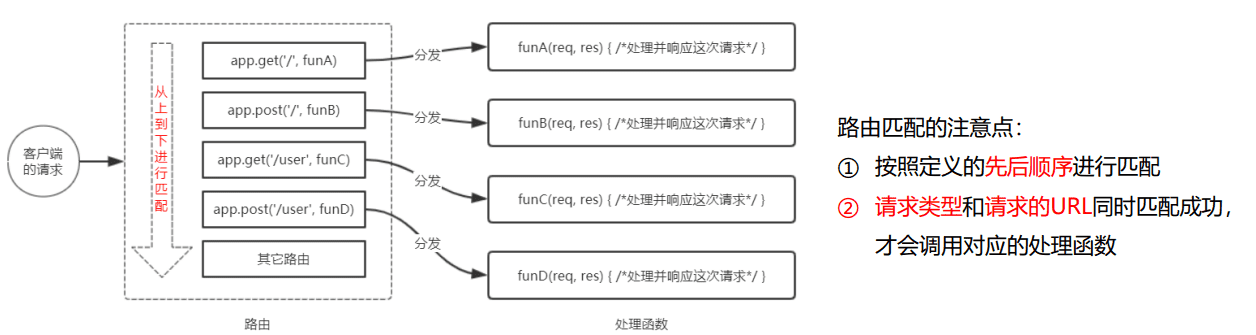 客户端
的请求
从上到下进行匹配
app.get('/', funA)
app.post('/', funB)
app.get('/user', funC)
app.post('/user', funD)
其它路由
路由
分发
分发
分发
分发
funA(req, res) { /*处理并响应这次请求*/ }
funB(req, res) { /*处理并响应这次请求*/ }
funC(req, res) { /*处理并响应这次请求*/ }
funD(req, res) { /*处理并响应这次请求*/ }
处理函数
路由匹配的注意点：
① 按照定义的先后顺序进行匹配
② 请求类型和请求的URL同时匹配成功，
才会调用对应的处理函数